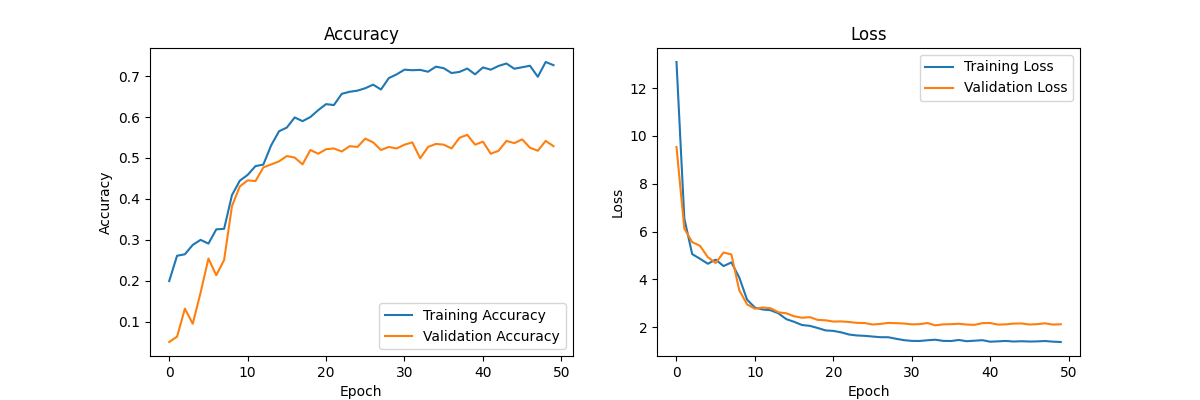 Accuracy
Accuracy
0.7
0.6
0.5
0.4
0.3
0.2
0.1
Training Accuracy
Validation Accuracy
0 10 20 30 40 50
Epoch
Loss
Loss
12
10
8
6
4
2
Training Loss
Validation Loss
0 10 20 30 40 50
Epoch